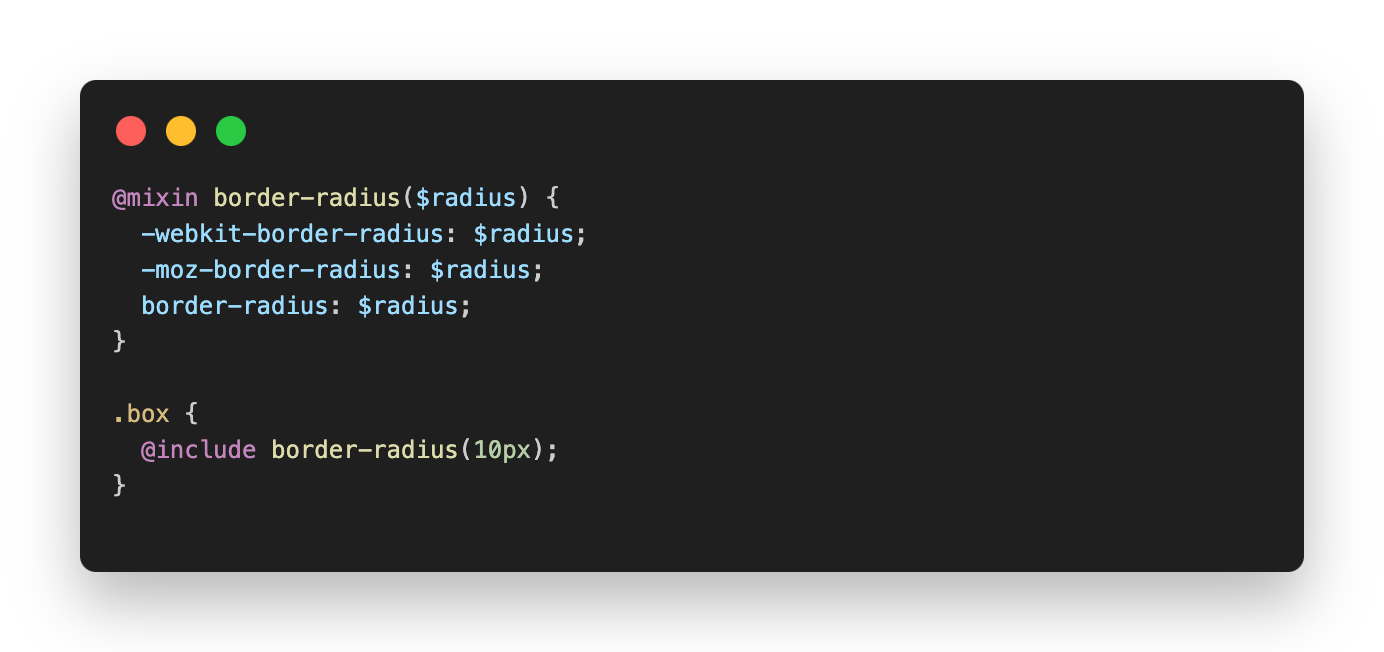 @mixin border-radius($radius) {
  -webkit-border-radius: $radius;
  -moz-border-radius: $radius;
  border-radius: $radius;
}

.box {
  @include border-radius(10px);
}